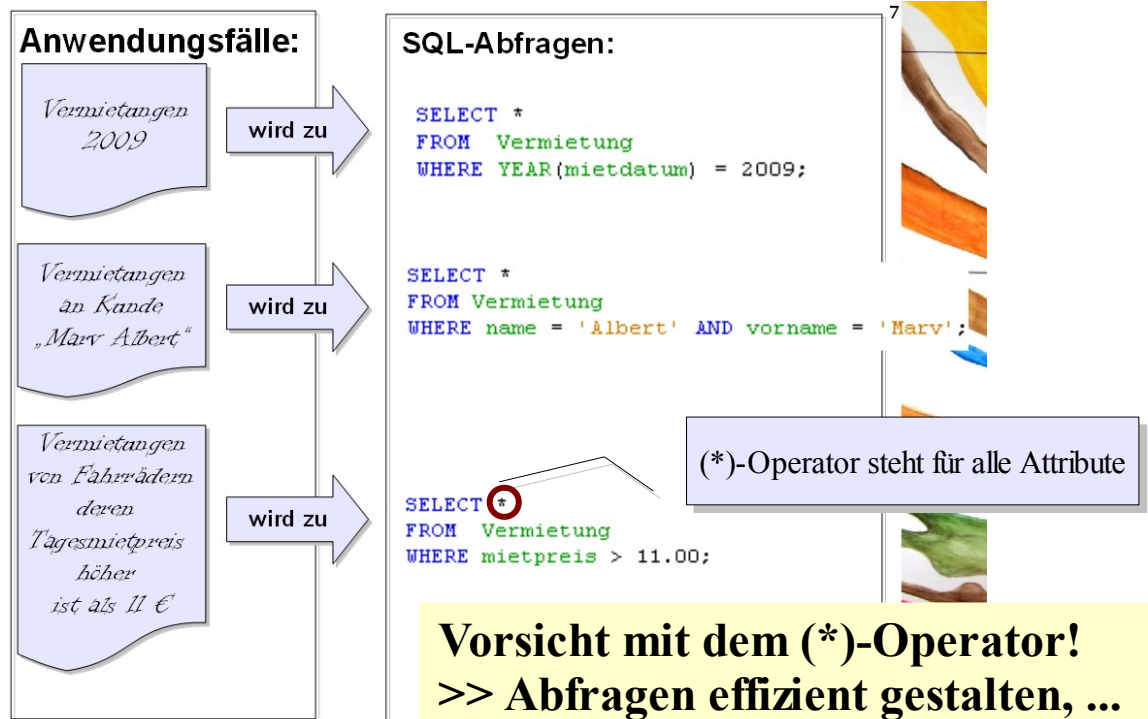 7
Anwendungsfälle:
SQL-Abfragen:
Vermietungen
2009
wird zu
SELECT *
FROM Vermietung
WHERE YEAR(mietdatum) = 2009;
Vermietungen
an Kunde
„Marv Albert“
wird zu
SELECT *
FROM Vermietung
WHERE name = 'Albert' AND vorname = 'Marv';
Vermietungen
von Fahrrädern
deren
Tagesmietpreis
höher
ist als 11 €
wird zu
(*)-Operator steht für alle Attribute
SELECT *
FROM Vermietung
WHERE mietpreis > 11.00;
Vorsicht mit dem (*)-Operator!
>> Abfragen effizient gestalten, ...